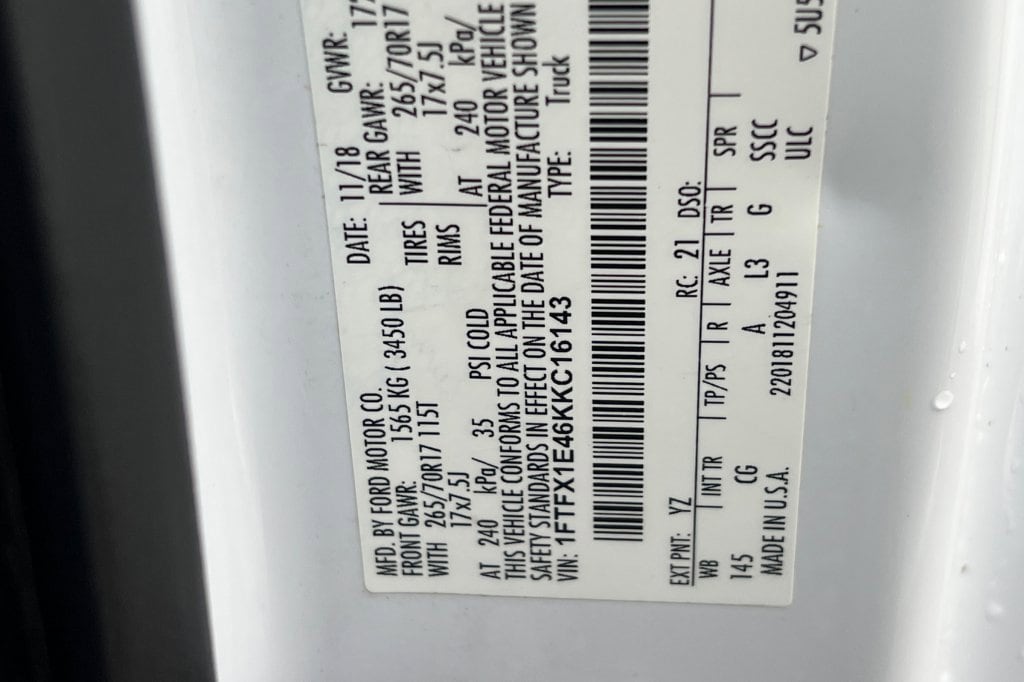 MFD. BY FORD MOTOR CO. DATE: 11/18 GVWR:
FRONT GAWR: 1565 KG ( 3450 LB) REAR GAWR:
WITH 265/70R17 115T TIRES WITH 265/70R17
17x7.5J RIMS 17x7.5J
AT 240 kPa/ 35 PSI COLD AT 240 kPa/
THIS VEHICLE CONFORMS TO ALL APPLICABLE FEDERAL MOTOR VEHICLE
SAFETY STANDARDS IN EFFECT ON THE DATE OF MANUFACTURE SHOWN
VIN: 1FTFX1E46KKC16143 TYPE: Truck
EXT PNT: YZ RC: 21 DSO:
WB | INT TR | TP/PS | R | AXLE | TR | SPR |
145 CG A L3 G SSCC
MADE IN U.S.A. 2201811204911 ULC ▽ 5U5